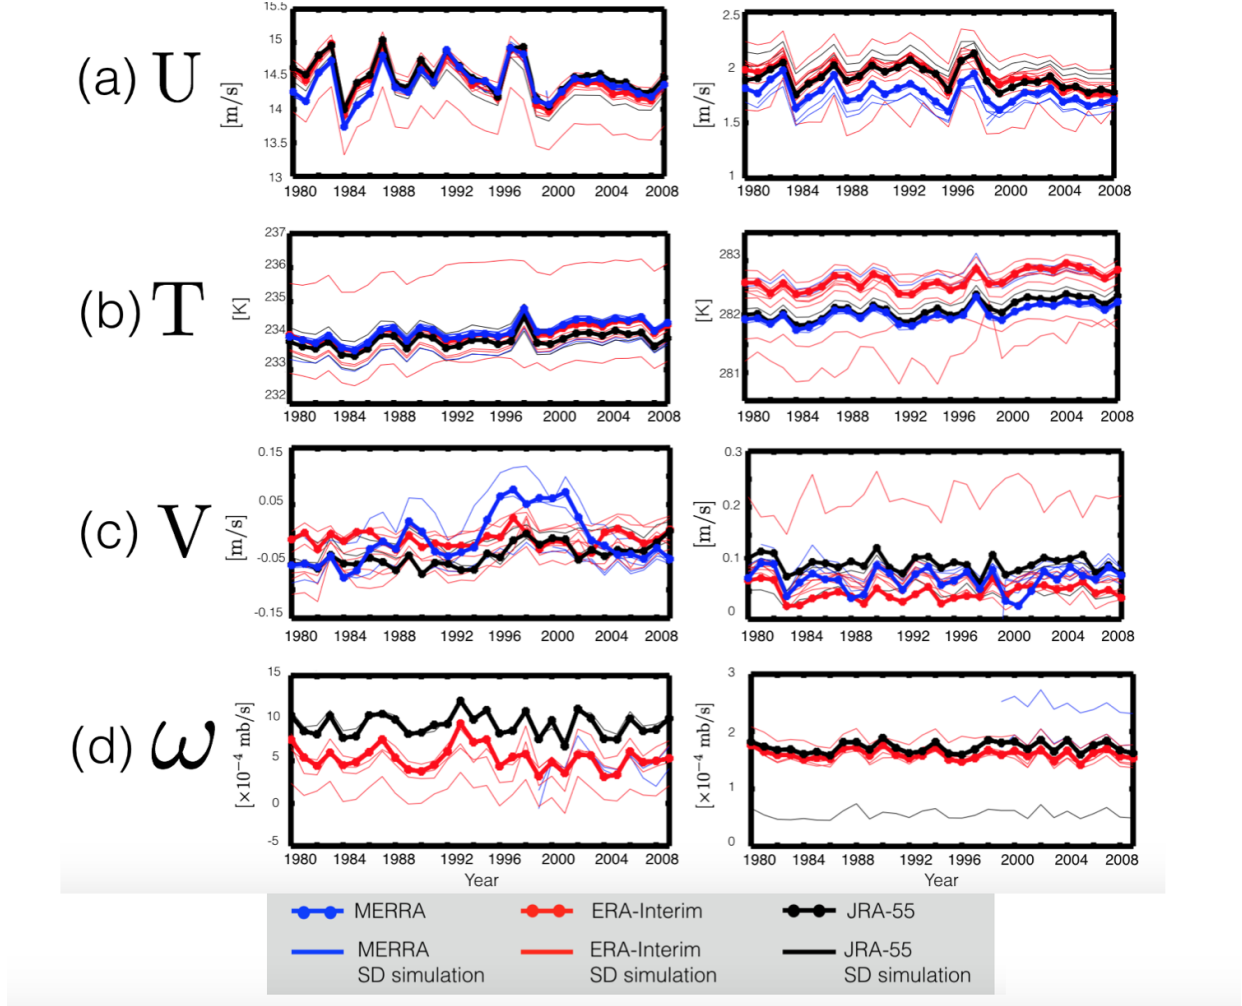 (a) U
15.5
15
14.5
14
13.5
13
[m/s]
1980 1984 1988 1992 1996 2000 2004 2008
2.5
2
1.5
1
[m/s]
1980 1984 1988 1992 1996 2000 2004 2008
(b) T
237
236
235
234
233
232
[K]
1980 1984 1988 1992 1996 2000 2004 2008
283
282
281
[K]
1980 1984 1988 1992 1996 2000 2004 2008
(c) V
0.15
0.05
-0.05
-0.15
[m/s]
1980 1984 1988 1992 1996 2000 2004 2008
0.3
0.2
0.1
0
[m/s]
1980 1984 1988 1992 1996 2000 2004 2008
(d) ω
15
10
5
0
-5
[×10⁻⁴ mb/s]
1980 1984 1988 1992 1996 2000 2004 2008
Year
3
2
1
0
[×10⁻⁴ mb/s]
1980 1984 1988 1992 1996 2000 2004 2008
Year
MERRA ERA-Interim JRA-55
MERRA ERA-Interim JRA-55
SD simulation SD simulation SD simulation